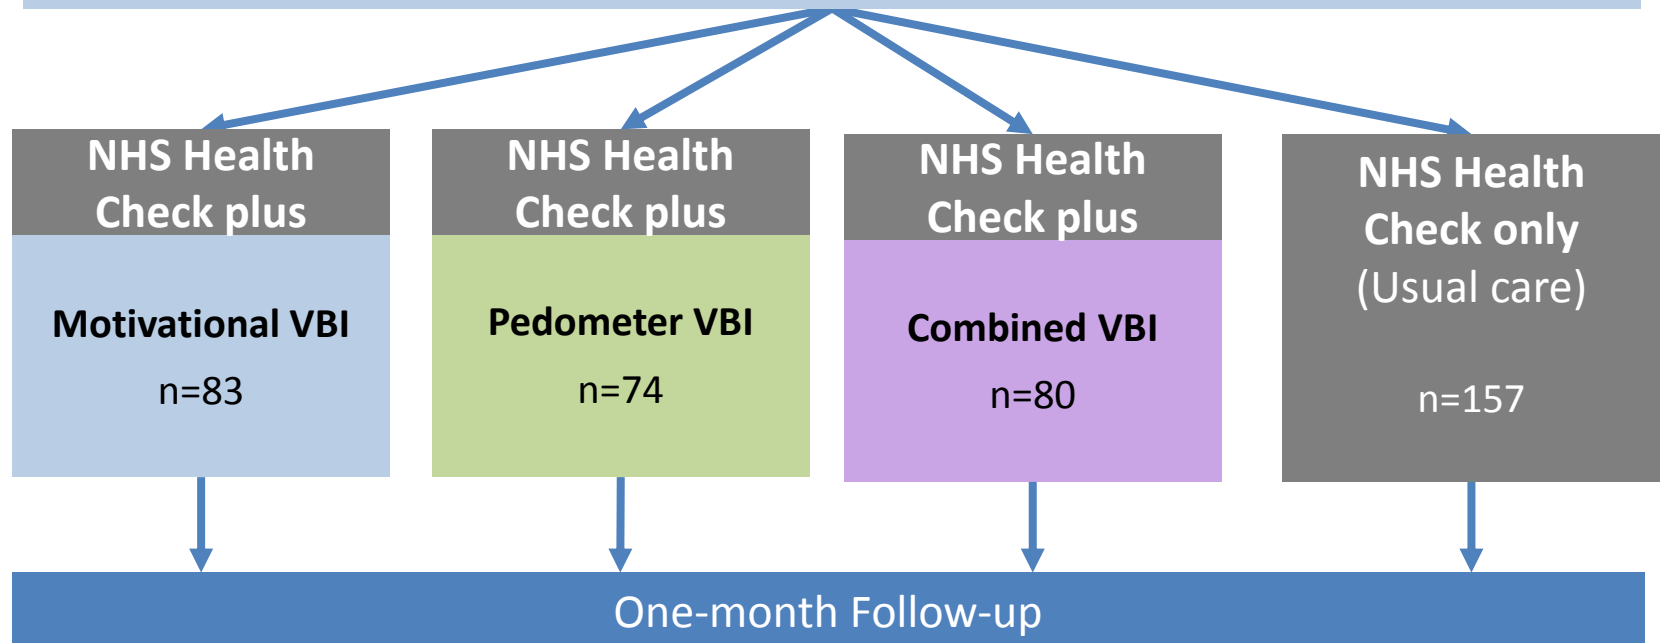 NHS Health
Check plus
Motivational VBI
n=83
NHS Health
Check plus
Pedometer VBI
n=74
NHS Health
Check plus
Combined VBI
n=80
NHS Health
Check only
(Usual care)
n=157
One-month Follow-up